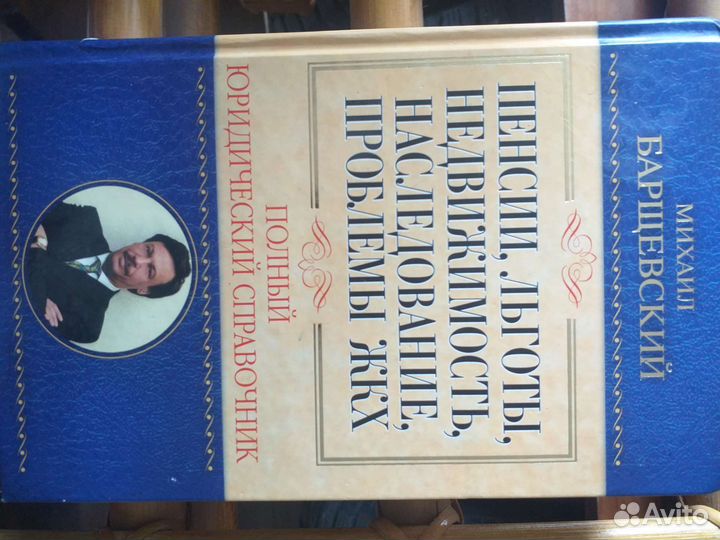 МИХАИЛ
БАРЩЕВСКИЙ
ПЕНСИИ, ЛЬГОТЫ,
НЕДВИЖИМОСТЬ,
НАСЛЕДОВАНИЕ,
ПРОБЛЕМЫ ЖКХ
ПОЛНЫЙ
ЮРИДИЧЕСКИЙ СПРАВОЧНИК
Avito